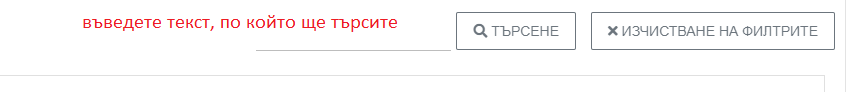 въведете текст, по който ще търсите
ТЪРСЕНЕ
ИЗЧИСТВАНЕ НА ФИЛТРИТЕ